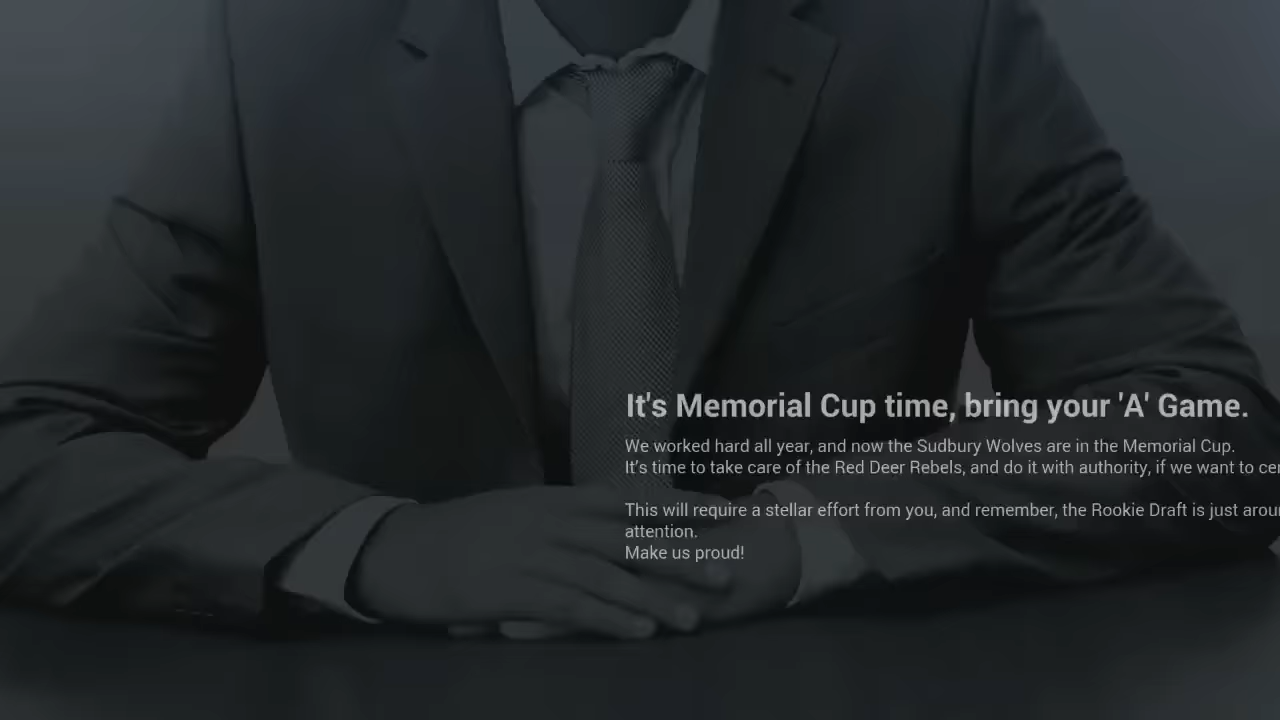 It's Memorial Cup time, bring your 'A' Game.
We worked hard all year, and now the Sudbury Wolves are in the Memorial Cup.
It's time to take care of the Red Deer Rebels, and do it with authority, if we want to
This will require a stellar effort from you, and remember, the Rookie Draft is just
attention.
Make us proud!